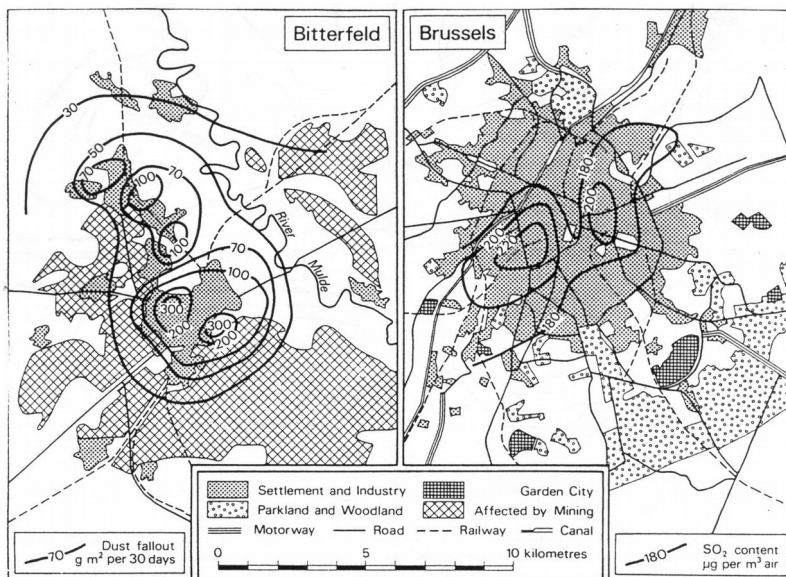 Bitterfeld
30
50
70
100
70
100
River
Mulde
70
100
300
200
300
200
Brussels
180
200
200
180
Settlement and Industry
Garden City
Parkland and Woodland
Affected by Mining
Motorway
Road
Railway
Canal
0 5 10 kilometres
70 Dust fallout
g m² per 30 days
180 SO₂ content
µg per m³ air